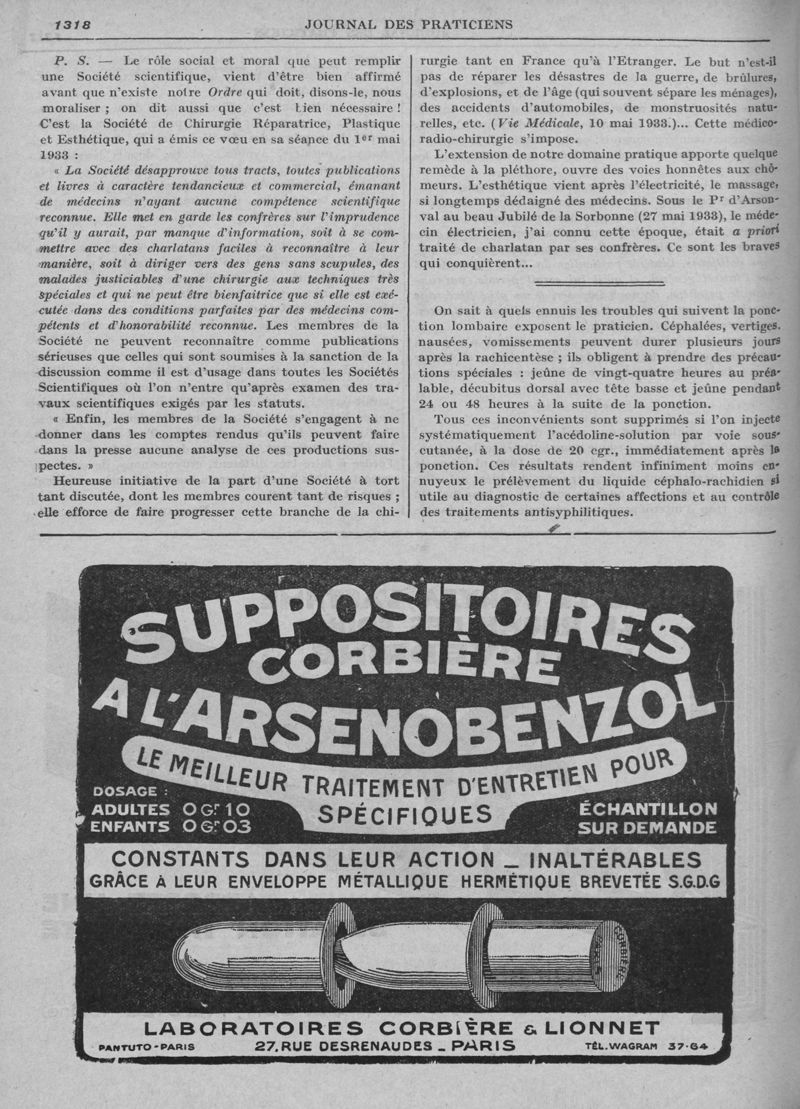 1318
JOURNAL DES PRATICIENS
P. S. — Le rôle social et moral que peut remplir
une Société scientifique, vient d'être bien affirmé
avant que n'existe notre Ordre qui doit, disons-le, nous
moraliser ; on dit aussi que c'est bien nécessaire !
C'est la Société de Chirurgie Réparatrice, Plastique
et Esthétique, qui a émis ce vœu en sa séance du 1er mai
1933 :
« La Société désapprouve tous tracts, toutes publications
et livres à caractère tendancieux et commercial, émanant
de médecins n'ayant aucune compétence scientifique
reconnue. Elle met en garde les confrères sur l'imprudence
qu'il y aurait, par manque d'information, soit à se com-
mettre avec des charlatans faciles à reconnaître à leur
manière, soit à diriger vers des gens sans scupules, des
malades justiciables d'une chirurgie aux techniques très
spéciales et qui ne peut être bienfaitrice que si elle est exé-
cutée dans des conditions parfaites par des médecins com-
pétents et d'honorabilité reconnue. Les membres de la
Société ne peuvent reconnaître comme publications
sérieuses que celles qui sont soumises à la sanction de la
discussion comme il est d'usage dans toutes les Sociétés
Scientifiques où l'on n'entre qu'après examen des tra-
vaux scientifiques exigés par les statuts.
« Enfin, les membres de la Société s'engagent à ne
donner dans les comptes rendus qu'ils peuvent faire
dans la presse aucune analyse de ces productions sus-
pectes. »
Heureuse initiative de la part d'une Société à tort
tant discutée, dont les membres courent tant de risques ;
elle efforce de faire progresser cette branche de la chi-
rurgie tant en France qu'à l'Etranger. Le but n'est-il
pas de réparer les désastres de la guerre, de brûlures,
d'explosions, et de l'âge (qui souvent sépare les ménages),
des accidents d'automobiles, de monstruosités natu-
relles, etc. (Vie Médicale, 10 mai 1933.)... Cette médico-
radio-chirurgie s'impose.
L'extension de notre domaine pratique apporte quelque
remède à la pléthore, ouvre des voies honnêtes aux chô-
meurs. L'esthétique vient après l'électricité, le massage,
si longtemps dédaigné des médecins. Sous le Pr d'Arson-
val au beau Jubilé de la Sorbonne (27 mai 1933), le méde-
cin électricien, j'ai connu cette époque, était a priori
traité de charlatan par ses confrères. Ce sont les braves
qui conquièrent...
On sait à quels ennuis les troubles qui suivent la ponc-
tion lombaire exposent le praticien. Céphalées, vertiges.
nausées, vomissements peuvent durer plusieurs jours
après la rachicentèse ; ils obligent à prendre des précau-
tions spéciales : jeûne de vingt-quatre heures au préa-
lable, décubitus dorsal avec tête basse et jeûne pendant
24 ou 48 heures à la suite de la ponction.
Tous ces inconvénients sont supprimés si l'on injecte
systématiquement l'acédoline-solution par voie sous-
cutanée, à la dose de 20 cgr., immédiatement après la
ponction. Ces résultats rendent infiniment moins en-
nuyeux le prélèvement du liquide céphalo-rachidien si
utile au diagnostic de certaines affections et au contrôle
des traitements antisyphilitiques.
SUPPOSITOIRES
CORBIÈRE
A L'ARSENOBENZOL
LE MEILLEUR TRAITEMENT D'ENTRETIEN POUR
SPÉCIFIQUES
DOSAGE :
ADULTES 0 Gr. 10
ENFANTS 0 Gr. 03
ÉCHANTILLON
SUR DEMANDE
CONSTANTS DANS LEUR ACTION _ INALTÉRABLES
GRÂCE A LEUR ENVELOPPE MÉTALLIQUE HERMÉTIQUE BREVETÉE S.G.D.G
CORBIÈRE
PARIS
LABORATOIRES CORBIÈRE & LIONNET
PANTUTO-PARIS
27, RUE DESRENAUDES _ PARIS
TÉL. WAGRAM 37-64